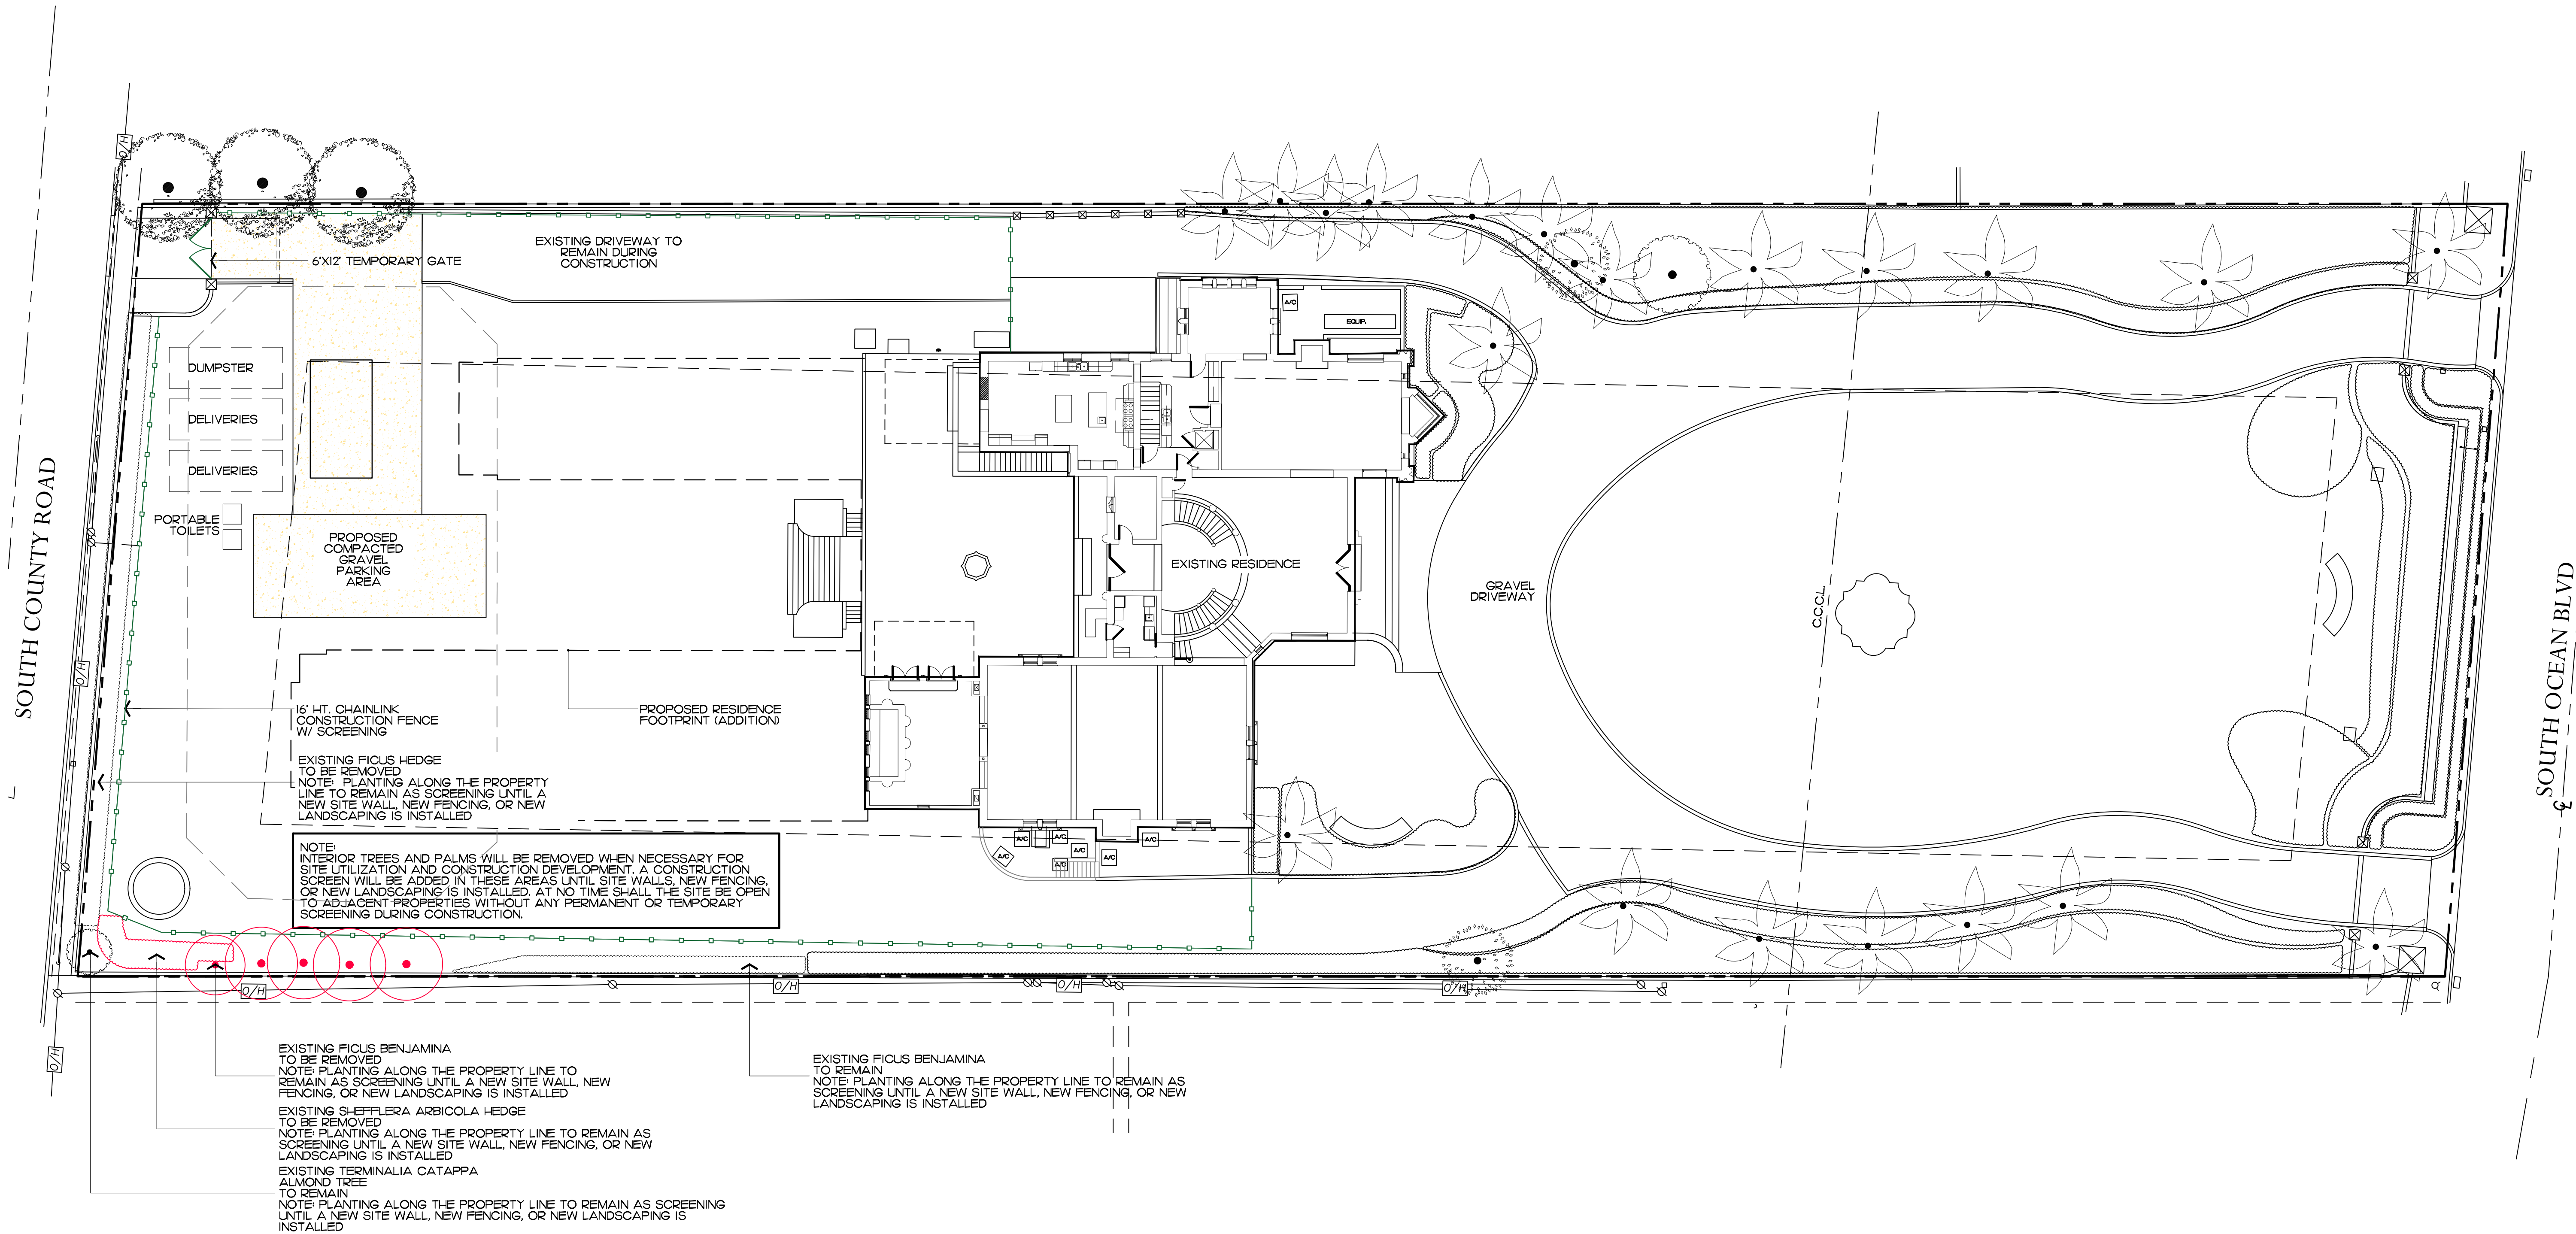 O/H
EXISTING DRIVEWAY TO
REMAIN DURING
CONSTRUCTION
6'X12' TEMPORARY GATE
A/C
EQUIP.
DUMPSTER
DELIVERIES
DELIVERIES
PORTABLE
TOILETS
PROPOSED
COMPACTED
GRAVEL
PARKING
AREA
EXISTING RESIDENCE
GRAVEL
DRIVEWAY
C.C.C.L.
SOUTH COUNTY ROAD
SOUTH OCEAN BLVD
O/H
16' HT. CHAINLINK
CONSTRUCTION FENCE
W/ SCREENING
PROPOSED RESIDENCE
FOOTPRINT (ADDITION)
EXISTING FICUS HEDGE
TO BE REMOVED
NOTE: PLANTING ALONG THE PROPERTY
LINE TO REMAIN AS SCREENING UNTIL A
NEW SITE WALL, NEW FENCING, OR NEW
LANDSCAPING IS INSTALLED
NOTE:
INTERIOR TREES AND PALMS WILL BE REMOVED WHEN NECESSARY FOR
SITE UTILIZATION AND CONSTRUCTION DEVELOPMENT. A CONSTRUCTION
SCREEN WILL BE ADDED IN THESE AREAS UNTIL SITE WALLS, NEW FENCING,
OR NEW LANDSCAPING IS INSTALLED. AT NO TIME SHALL THE SITE BE OPEN
TO ADJACENT PROPERTIES WITHOUT ANY PERMANENT OR TEMPORARY
SCREENING DURING CONSTRUCTION.
A/C
A/C
A/C
A/C
A/C
A/C
A/C
O/H
O/H
O/H
O/H
O/H
EXISTING FICUS BENJAMINA
TO BE REMOVED
NOTE: PLANTING ALONG THE PROPERTY LINE TO
REMAIN AS SCREENING UNTIL A NEW SITE WALL, NEW
FENCING, OR NEW LANDSCAPING IS INSTALLED
EXISTING SHEFFLERA ARBICOLA HEDGE
TO BE REMOVED
NOTE: PLANTING ALONG THE PROPERTY LINE TO REMAIN AS
SCREENING UNTIL A NEW SITE WALL, NEW FENCING, OR NEW
LANDSCAPING IS INSTALLED
EXISTING TERMINALIA CATAPPA
ALMOND TREE
TO REMAIN
NOTE: PLANTING ALONG THE PROPERTY LINE TO REMAIN AS SCREENING
UNTIL A NEW SITE WALL, NEW FENCING, OR NEW LANDSCAPING IS
INSTALLED
EXISTING FICUS BENJAMINA
TO REMAIN
NOTE: PLANTING ALONG THE PROPERTY LINE TO REMAIN AS
SCREENING UNTIL A NEW SITE WALL, NEW FENCING, OR NEW
LANDSCAPING IS INSTALLED